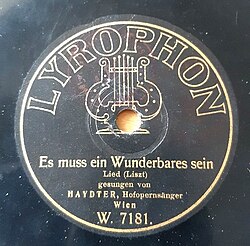 LYROPHON
Es muss ein Wunderbares sein
Lied (Liszt)
gesungen von
HAYDTER, Hofopernsänger
Wien
W. 7181.